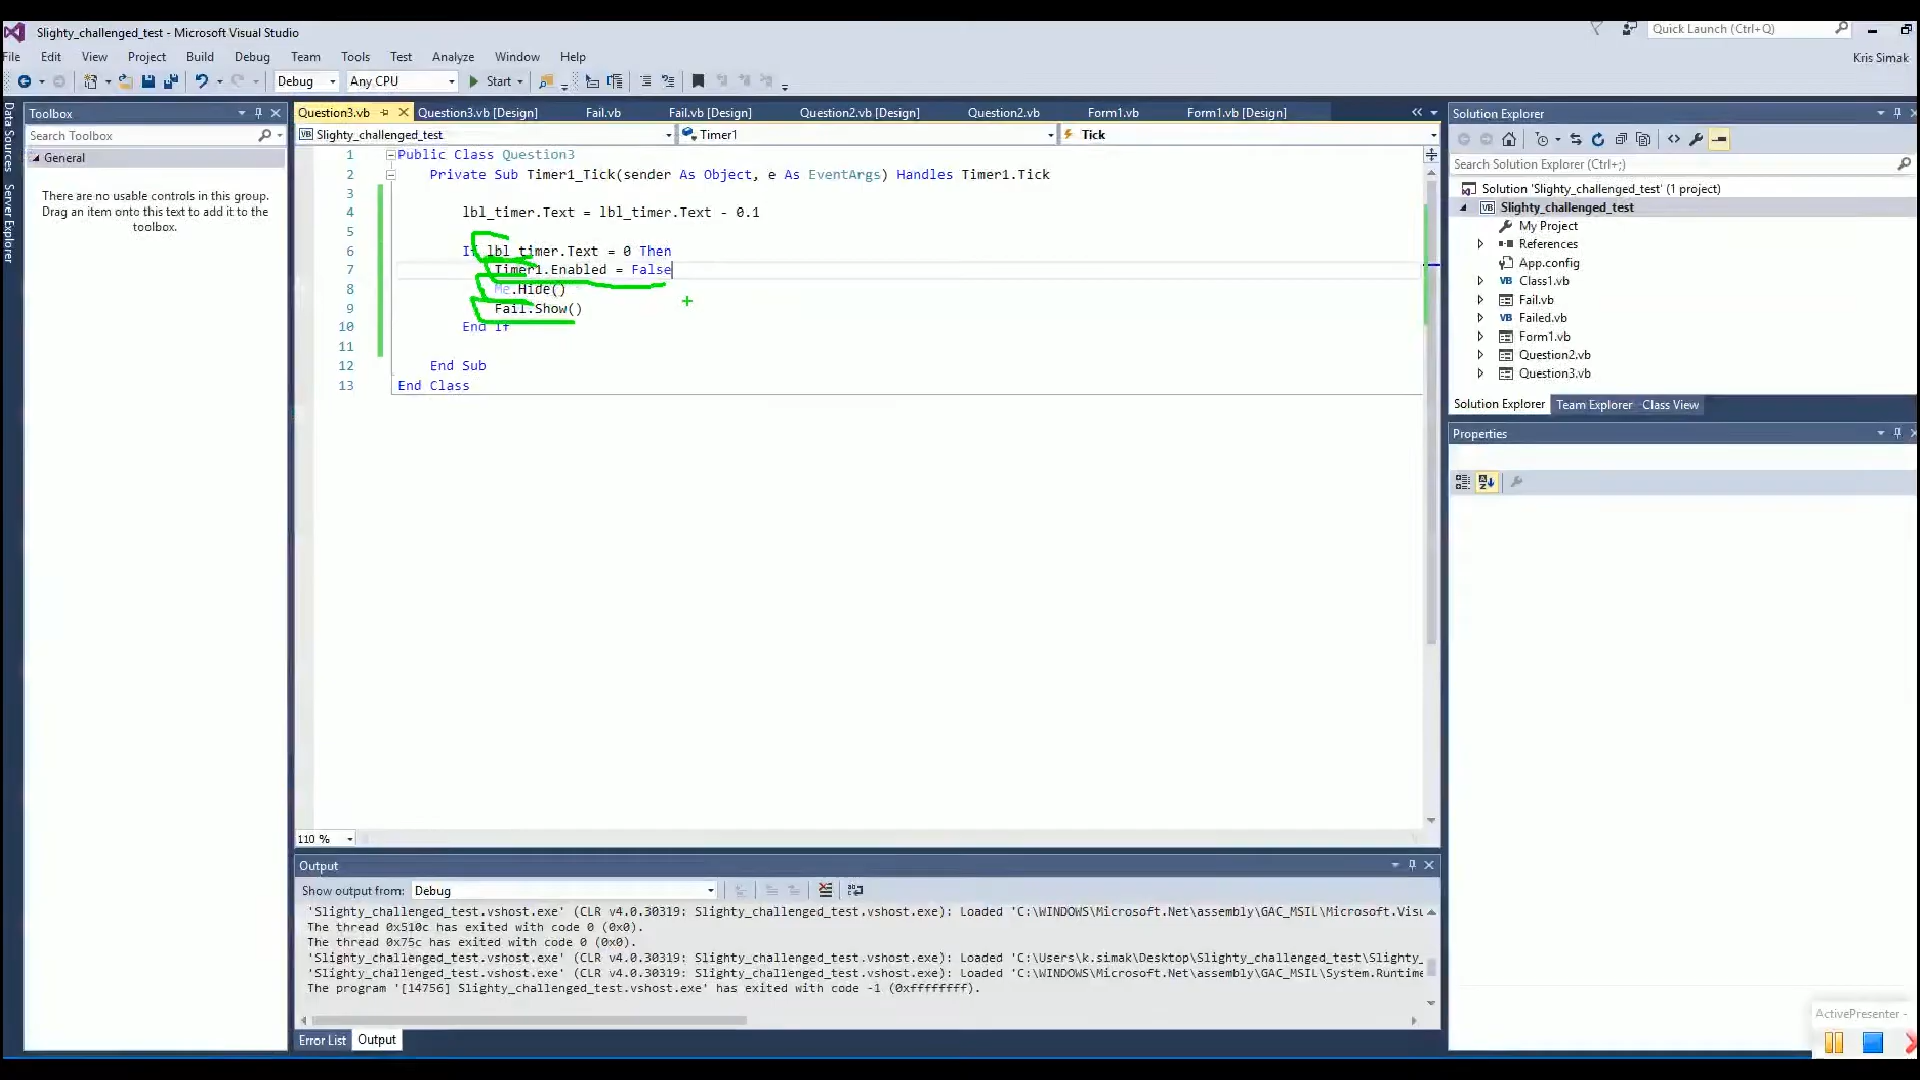 Slighty_challenged_test - Microsoft Visual Studio
Quick Launch (Ctrl+Q)
File Edit View Project Build Debug Team Tools Test Analyze Window Help
Kris Simak
Debug Any CPU Start
Data Sources
Server Explorer
Toolbox
Search Toolbox
General
There are no usable controls in this group.
Drag an item onto this text to add it to the
toolbox.
Question3.vb Question3.vb [Design] Fail.vb Fail.vb [Design] Question2.vb [Design] Question2.vb Form1.vb Form1.vb [Design]
Slighty_challenged_test Timer1 Tick
1 Public Class Question3
2 Private Sub Timer1_Tick(sender As Object, e As EventArgs) Handles Timer1.Tick
3
4 lbl_timer.Text = lbl_timer.Text - 0.1
5
6 If lbl_timer.Text = 0 Then
7 Timer1.Enabled = False
8 Me.Hide()
9 Fail.Show()
10 End If
11
12 End Sub
13 End Class
110 %
Output
Show output from: Debug
'Slighty_challenged_test.vshost.exe' (CLR v4.0.30319: Slighty_challenged_test.vshost.exe): Loaded 'C:\WINDOWS\Microsoft.Net\assembly\GAC_MSIL\Microsoft.Visu
The thread 0x510c has exited with code 0 (0x0).
The thread 0x75c has exited with code 0 (0x0).
'Slighty_challenged_test.vshost.exe' (CLR v4.0.30319: Slighty_challenged_test.vshost.exe): Loaded 'C:\Users\k.simak\Desktop\Slighty_challenged_test\Slighty_
'Slighty_challenged_test.vshost.exe' (CLR v4.0.30319: Slighty_challenged_test.vshost.exe): Loaded 'C:\WINDOWS\Microsoft.Net\assembly\GAC_MSIL\System.Runtime
The program '[14756] Slighty_challenged_test.vshost.exe' has exited with code -1 (0xffffffff).
Error List Output
Solution Explorer
Search Solution Explorer (Ctrl+;)
Solution 'Slighty_challenged_test' (1 project)
VB Slighty_challenged_test
My Project
References
App.config
VB Class1.vb
Fail.vb
VB Failed.vb
Form1.vb
Question2.vb
Question3.vb
Solution Explorer Team Explorer Class View
Properties
ActivePresenter -